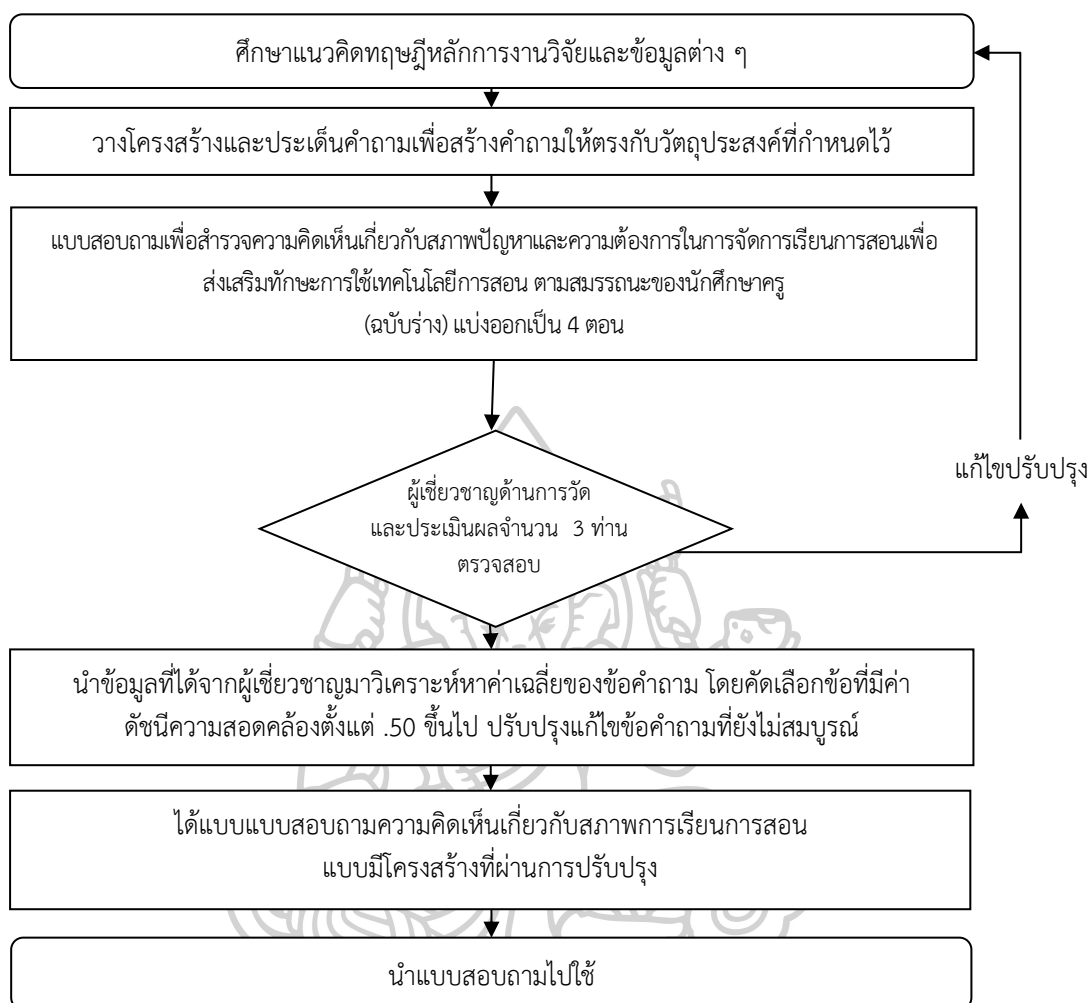 ศึกษาแนวคิดทฤษฎีหลักการงานวิจัยและข้อมูลต่าง ๆ
วางโครงสร้างและประเด็นคำถามเพื่อสร้างคำถามให้ตรงกับวัตถุประสงค์ที่กำหนดไว้
แบบสอบถามเพื่อสำรวจความคิดเห็นเกี่ยวกับสภาพปัญหาและความต้องการในการจัดการเรียนการสอนเพื่อ
ส่งเสริมทักษะการใช้เทคโนโลยีการสอน ตามสมรรถนะของนักศึกษาครู
(ฉบับร่าง) แบ่งออกเป็น 4 ตอน
แก้ไขปรับปรุง
ผู้เชี่ยวชาญด้านการวัด
และประเมินผลจำนวน 3 ท่าน
ตรวจสอบ
นำข้อมูลที่ได้จากผู้เชี่ยวชาญมาวิเคราะห์หาค่าเฉลี่ยของข้อคำถาม โดยคัดเลือกข้อที่มีค่า
ดัชนีความสอดคล้องตั้งแต่ .50 ขึ้นไป ปรับปรุงแก้ไขข้อคำถามที่ยังไม่สมบูรณ์
ได้แบบแบบสอบถามความคิดเห็นเกี่ยวกับสภาพการเรียนการสอน
แบบมีโครงสร้างที่ผ่านการปรับปรุง
นำแบบสอบถามไปใช้